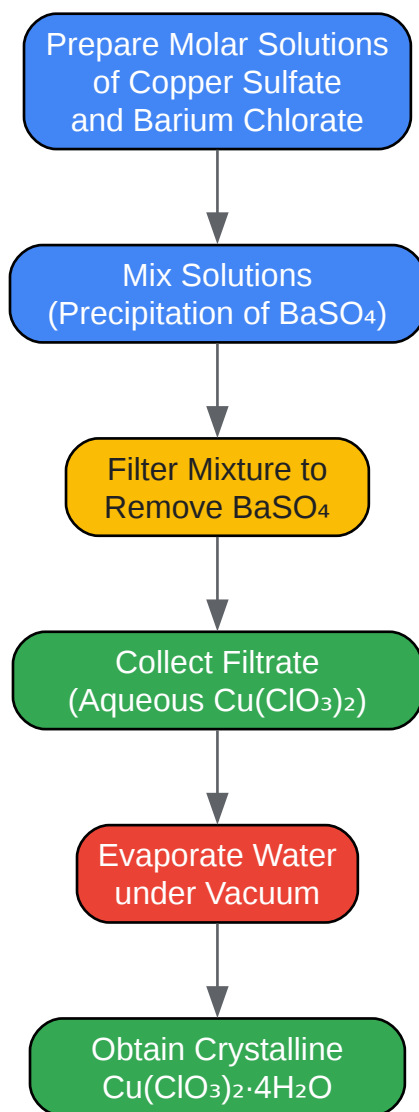 Prepare Molar Solutions
of Copper Sulfate
and Barium Chlorate
Mix Solutions
(Precipitation of BaSO₄)
Filter Mixture to
Remove BaSO₄
Collect Filtrate
(Aqueous Cu(ClO₃)₂)
Evaporate Water
under Vacuum
Obtain Crystalline
Cu(ClO₃)₂·4H₂O